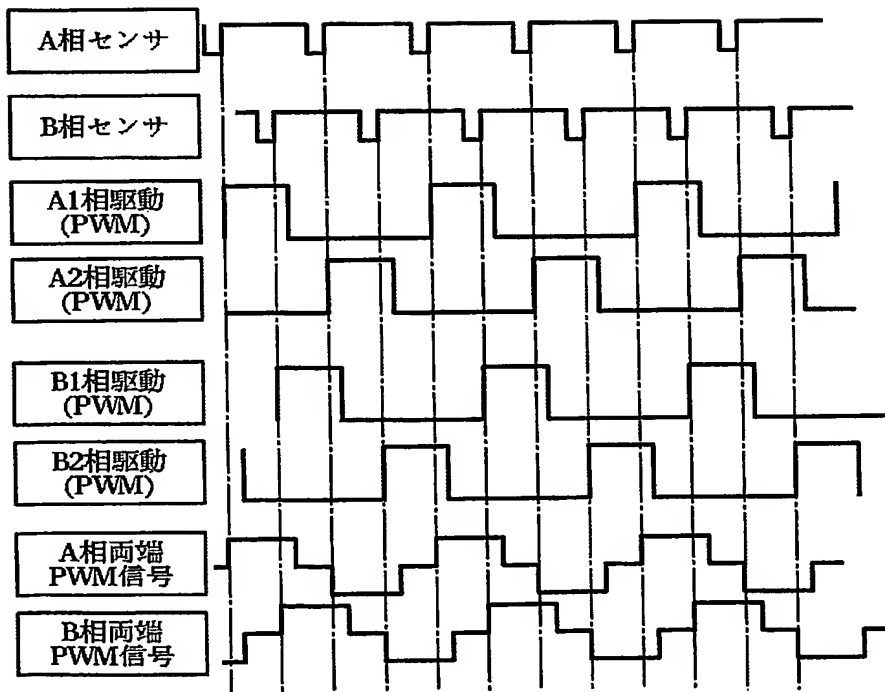 A相センサ
B相センサ
A1相駆動
(PWM)
A2相駆動
(PWM)
B1相駆動
(PWM)
B2相駆動
(PWM)
A相両端
PWM信号
B相両端
PWM信号